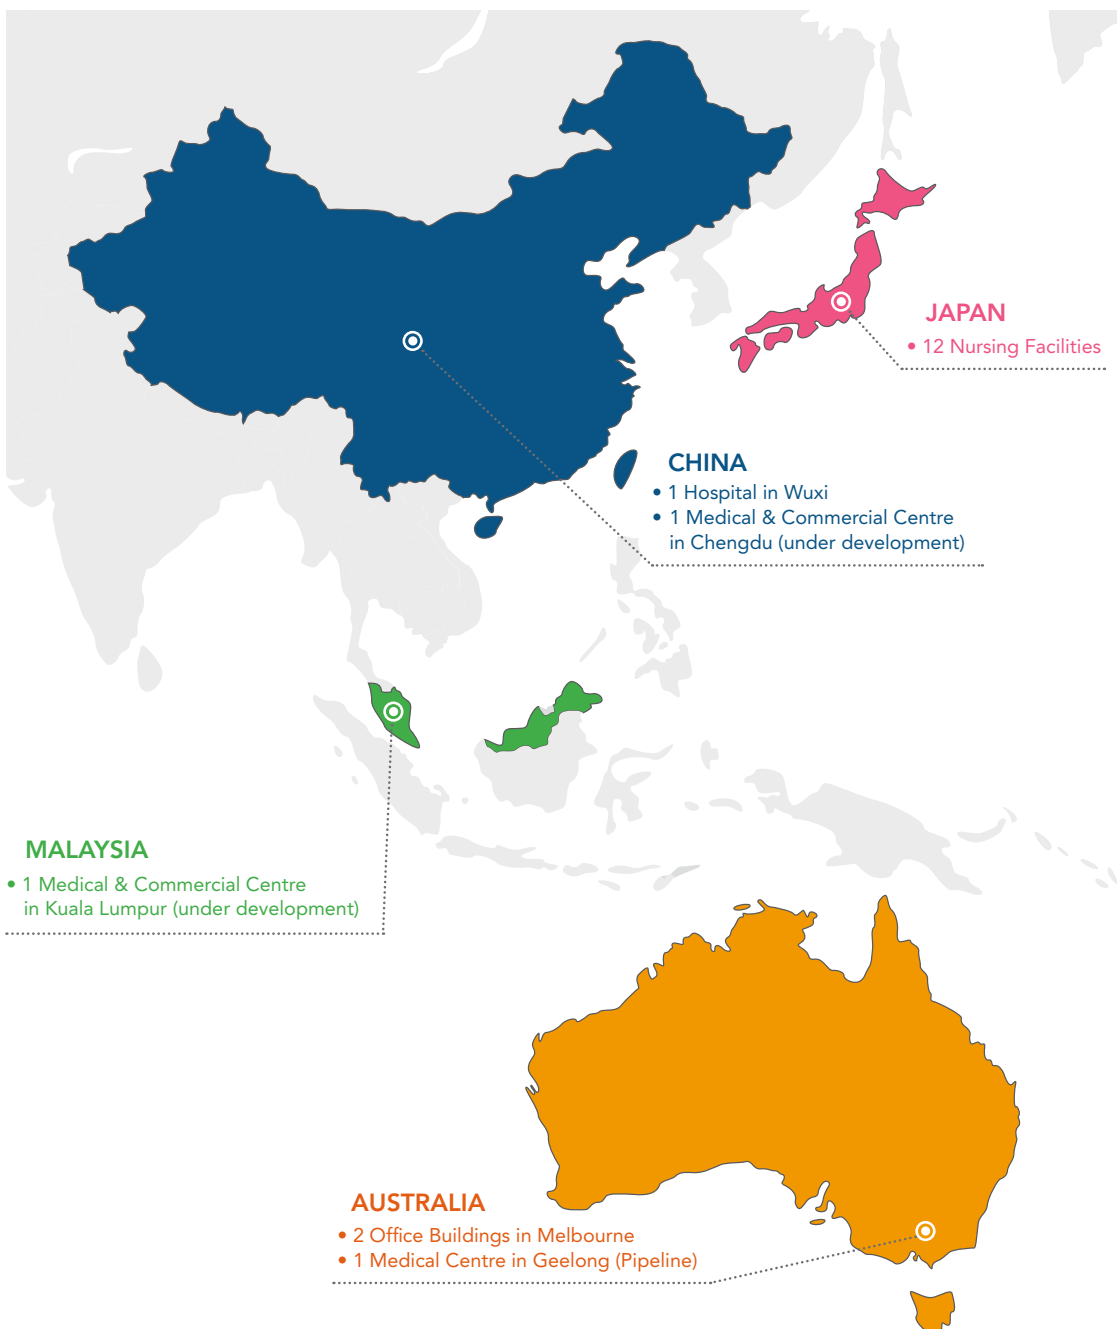 JAPAN
• 12 Nursing Facilities
CHINA
• 1 Hospital in Wuxi
• 1 Medical & Commercial Centre
in Chengdu (under development)
MALAYSIA
• 1 Medical & Commercial Centre
in Kuala Lumpur (under development)
AUSTRALIA
• 2 Office Buildings in Melbourne
• 1 Medical Centre in Geelong (Pipeline)